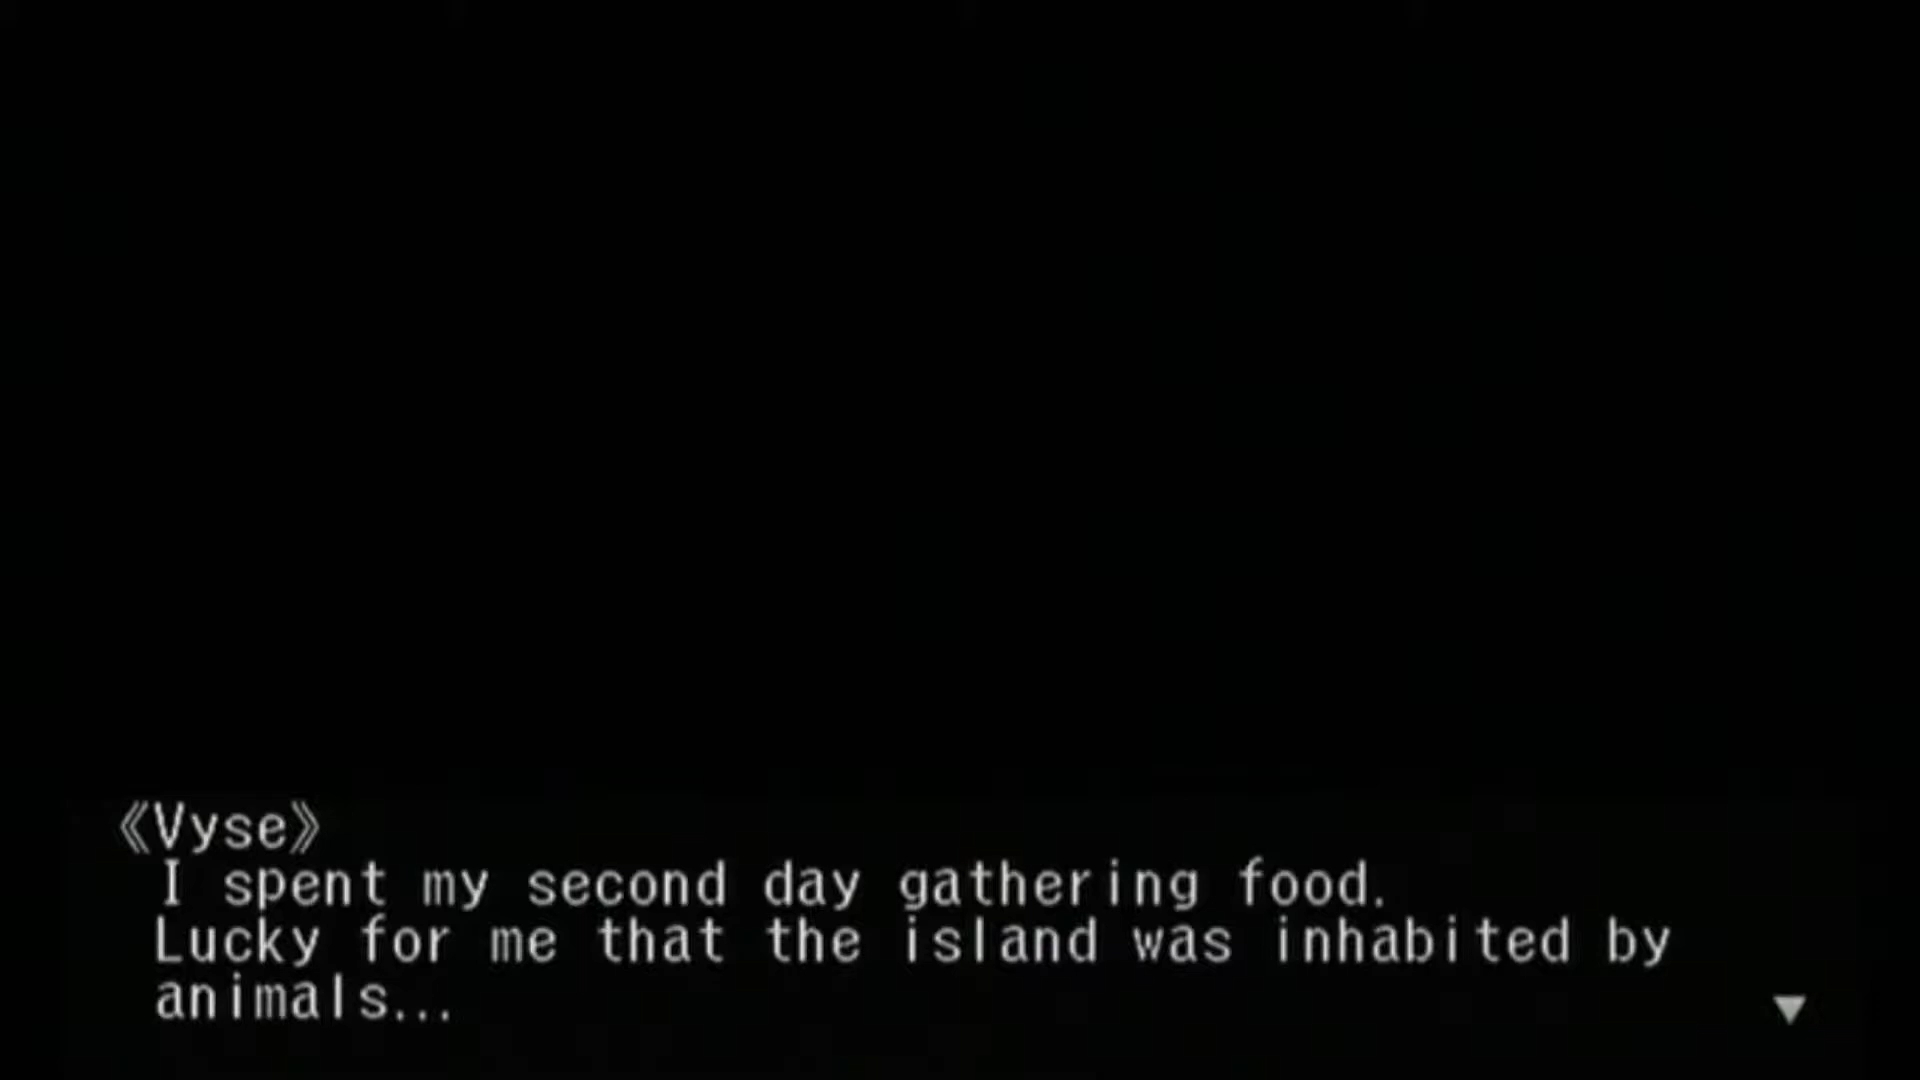 《Vyse》
I spent my second day gathering food.
Lucky for me that the island was inhabited by
animals...